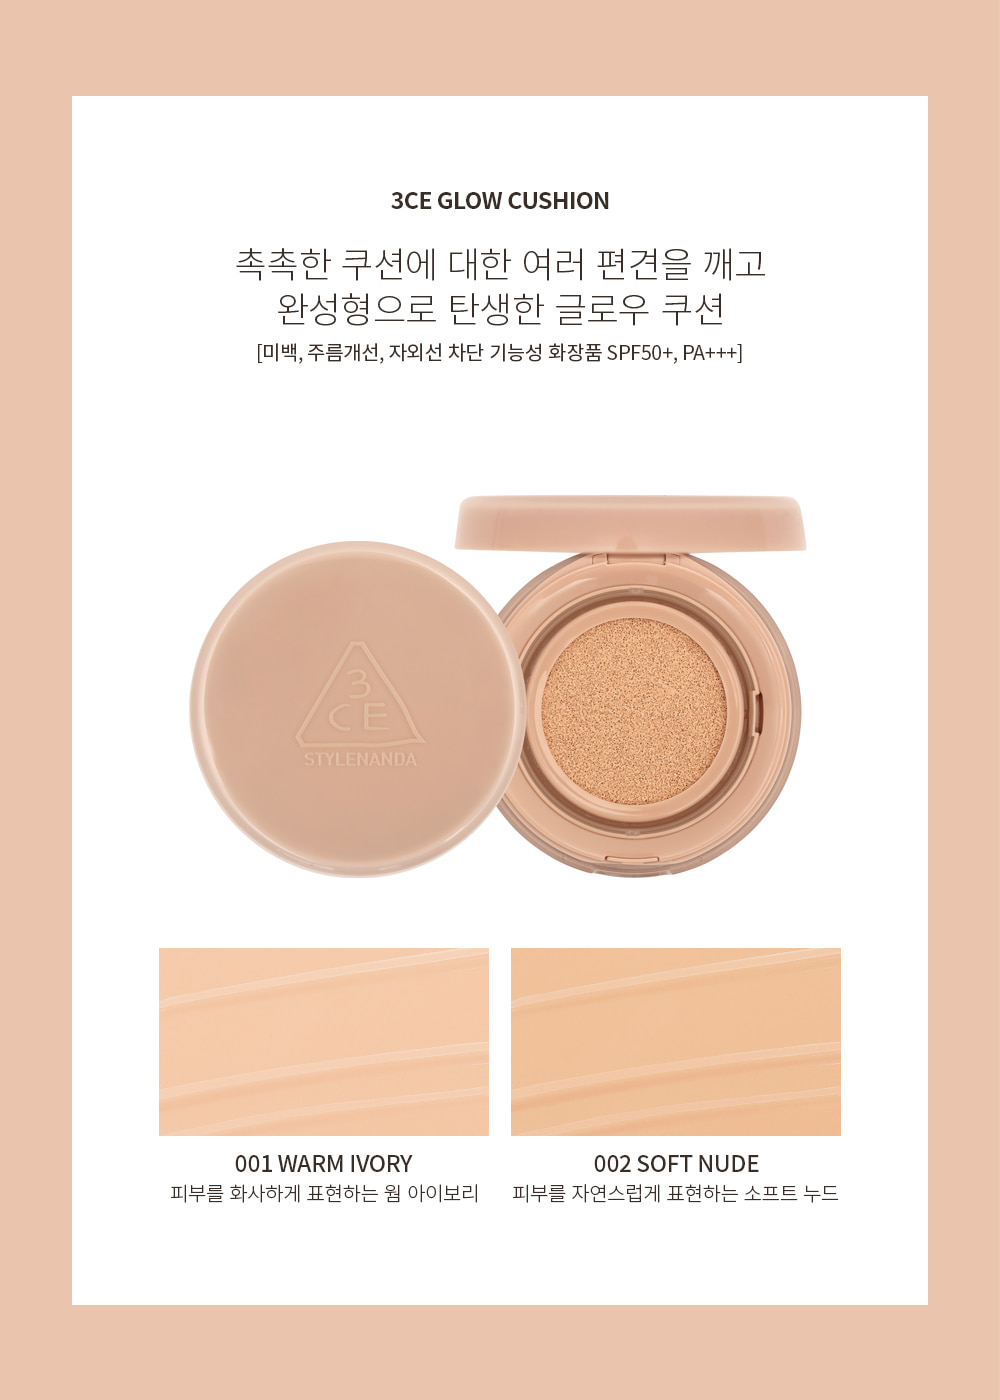 3CE GLOW CUSHION
촉촉한 쿠션에 대한 여러 편견을 깨고
완성형으로 탄생한 글로우 쿠션
[미백, 주름개선, 자외선 차단 기능성 화장품 SPF50+, PA+++]
3
CE
STYLENANDA
001 WARM IVORY
피부를 화사하게 표현하는 웜 아이보리
002 SOFT NUDE
피부를 자연스럽게 표현하는 소프트 누드